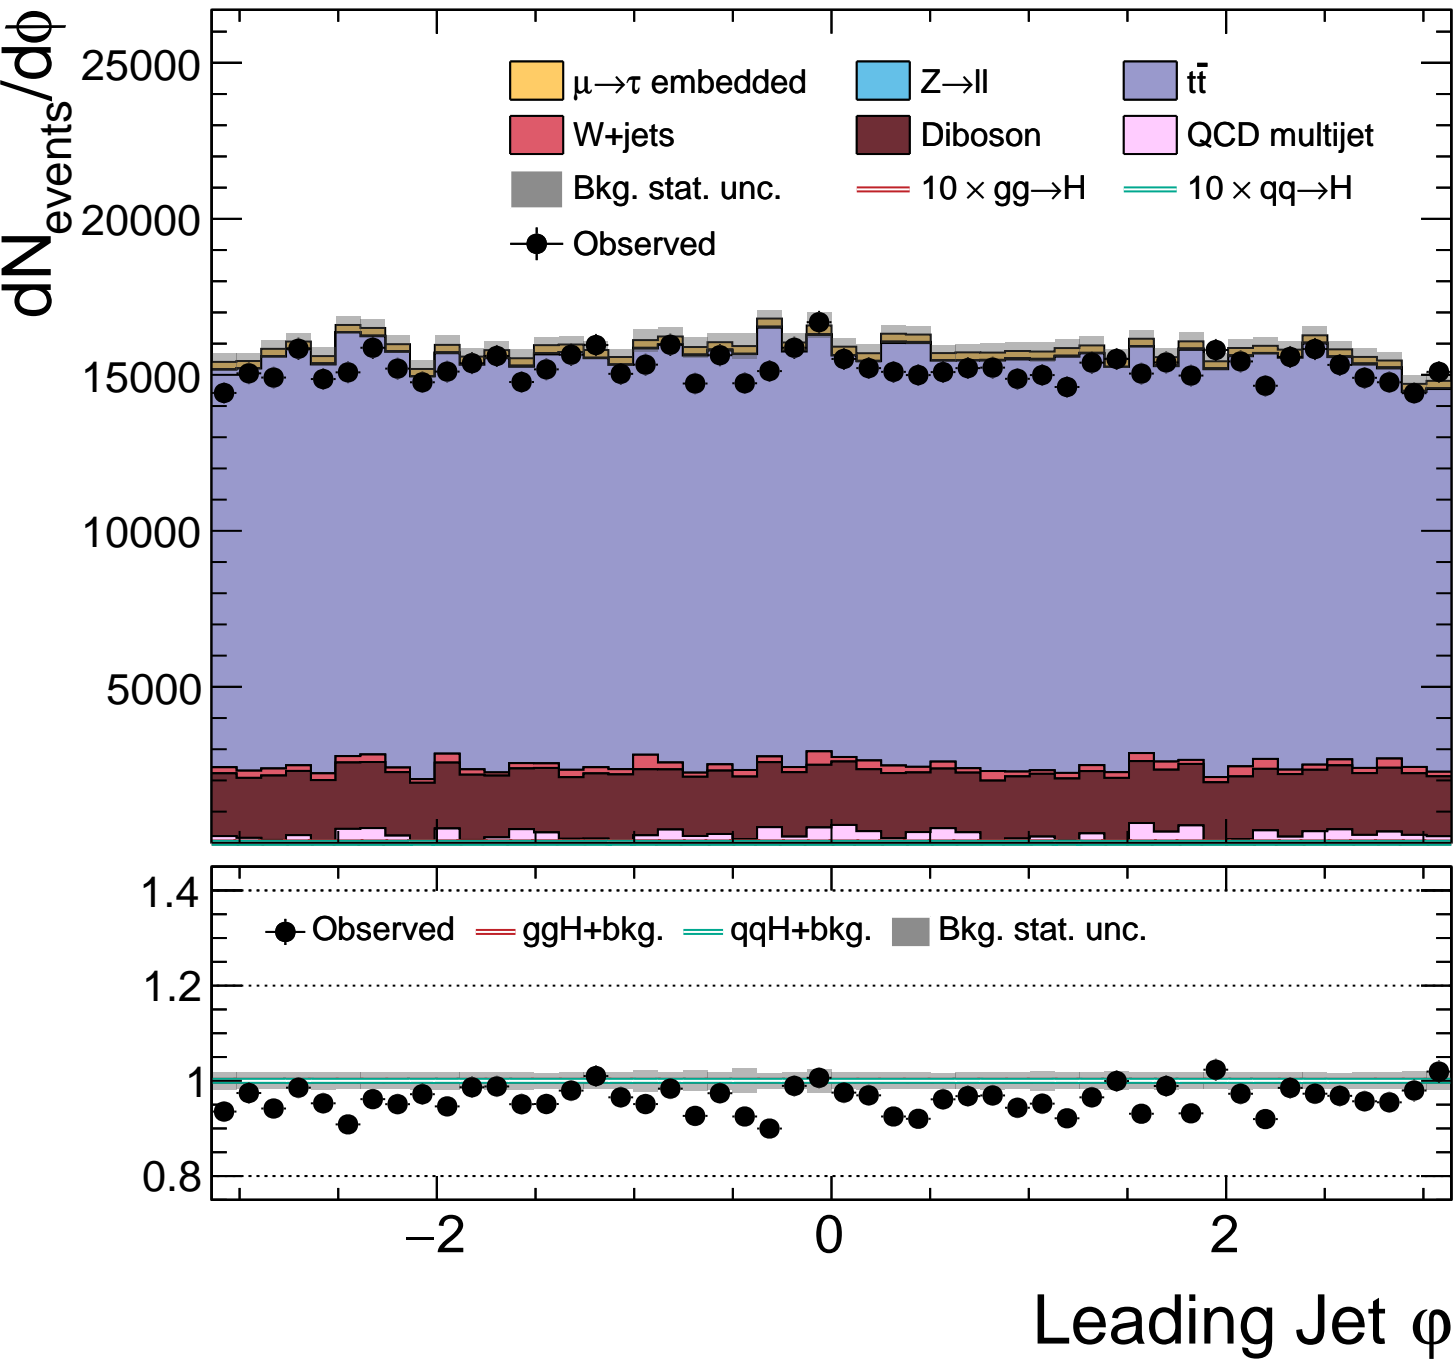 dN_events/dϕ
25000
20000
15000
10000
5000
μ→τ embedded Z→ll tt̄
W+jets Diboson QCD multijet
Bkg. stat. unc. 10 × gg→H 10 × qq→H
Observed
1.4
1.2
1
0.8
Observed ggH+bkg. qqH+bkg. Bkg. stat. unc.
−2 0 2
Leading Jet φ